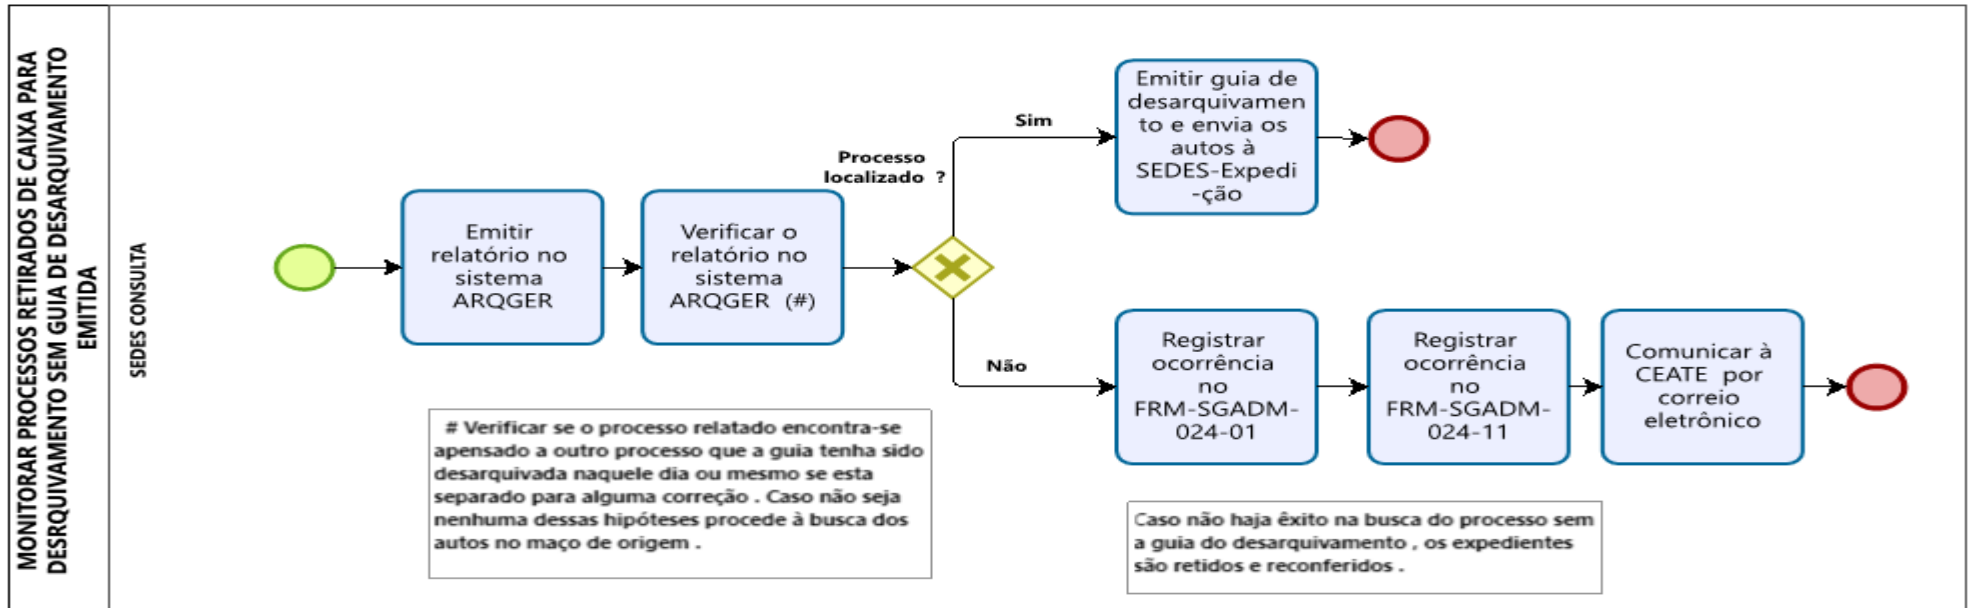 MONITORAR PROCESSOS RETIRADOS DE CAIXA PARA
DESRQUIVAMENTO SEM GUIA DE DESARQUIVAMENTO
EMITIDA
SEDES CONSULTA
Emitir
relatório no
sistema
ARQGER
Verificar o
relatório no
sistema
ARQGER (#)
Processo
localizado ?
Sim
Emitir guia de
desarquivamen
to e envia os
autos à
SEDES-Expedi
-ção
Não
Registrar
ocorrência
no
FRM-SGADM-
024-01
Registrar
ocorrência
no
FRM-SGADM-
024-11
Comunicar à
CEATE por
correio
eletrônico
# Verificar se o processo relatado encontra-se
apensado a outro processo que a guia tenha sido
desarquivada naquele dia ou mesmo se esta
separado para alguma correção . Caso não seja
nenhuma dessas hipóteses procede à busca dos
autos no maço de origem .
Caso não haja êxito na busca do processo sem
a guia do desarquivamento , os expedientes
são retidos e reconferidos .